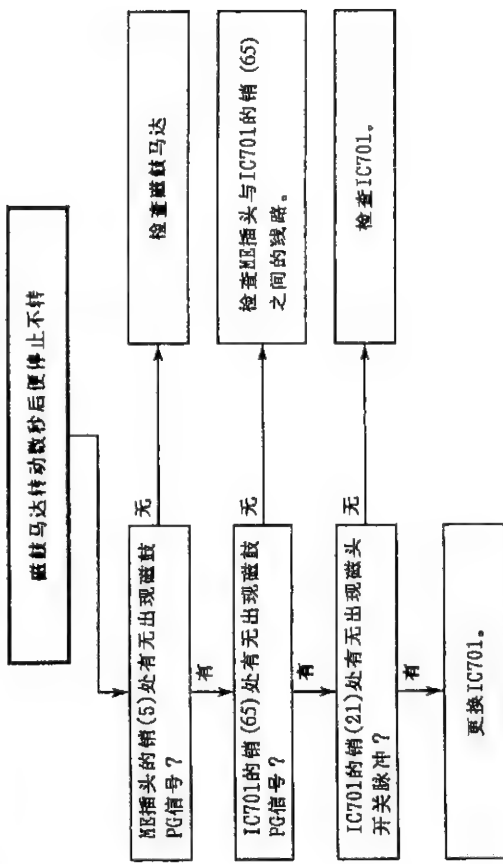 磁鼓马达转动数秒后便停止不转
ME插头的销(5)处有无出现磁鼓
PG信号?
无
检查磁鼓马达
有
IC701的销(65)处有无出现磁鼓
PG信号?
无
检查ME插头与IC701的销(65)
之间的线路。
有
IC701的销(21)处有无出现磁头
开关脉冲?
无
检查IC701。
有
更换IC701。